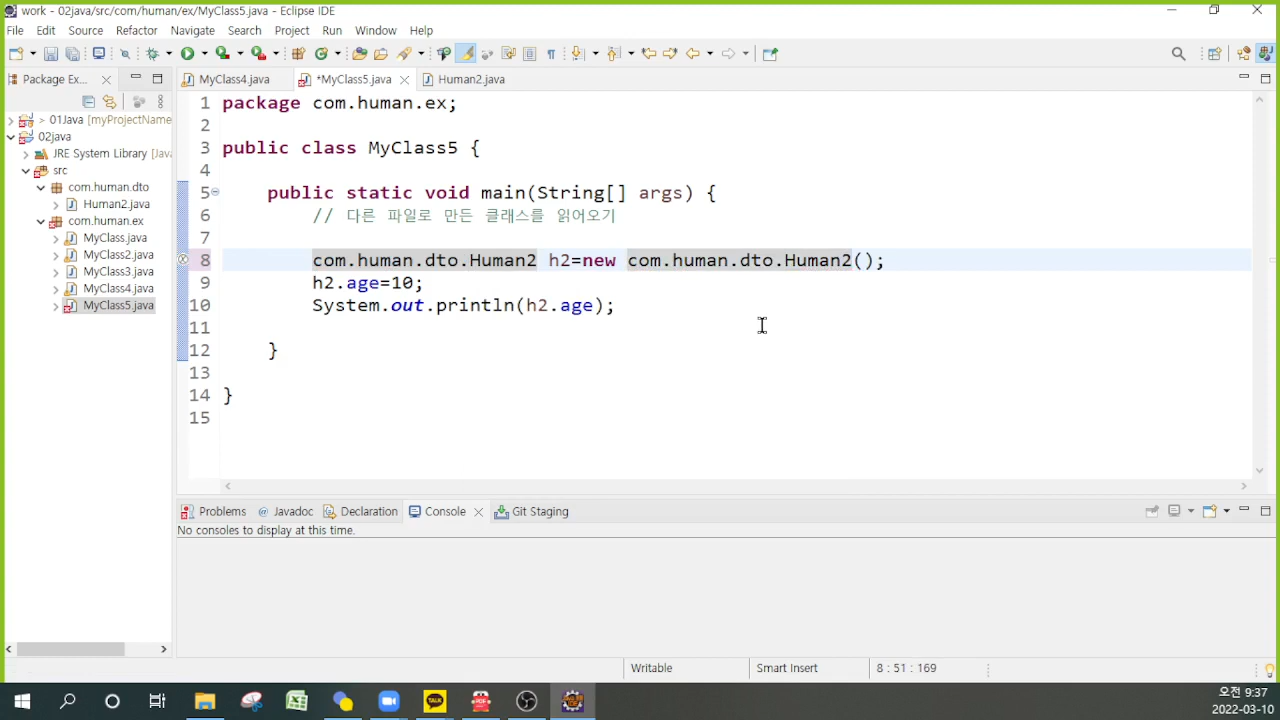 work - 02java/src/com/human/ex/MyClass5.java - Eclipse IDE
File Edit Source Refactor Navigate Search Project Run Window Help
Package Ex...
MyClass4.java *MyClass5.java Human2.java
> 01Java [myProjectName
02java
JRE System Library [Java
src
com.human.dto
Human2.java
com.human.ex
MyClass.java
MyClass2.java
MyClass3.java
MyClass4.java
MyClass5.java
1 package com.human.ex;
2
3 public class MyClass5 {
4
5 public static void main(String[] args) {
6 // 다른 파일로 만든 클래스를 읽어오기
7
8 com.human.dto.Human2 h2=new com.human.dto.Human2();
9 h2.age=10;
10 System.out.println(h2.age);
11
12 }
13
14 }
15
Problems @ Javadoc Declaration Console Git Staging
No consoles to display at this time.
Writable Smart Insert 8 : 51 : 169
TALK
PDF
오전 9:37
2022-03-10